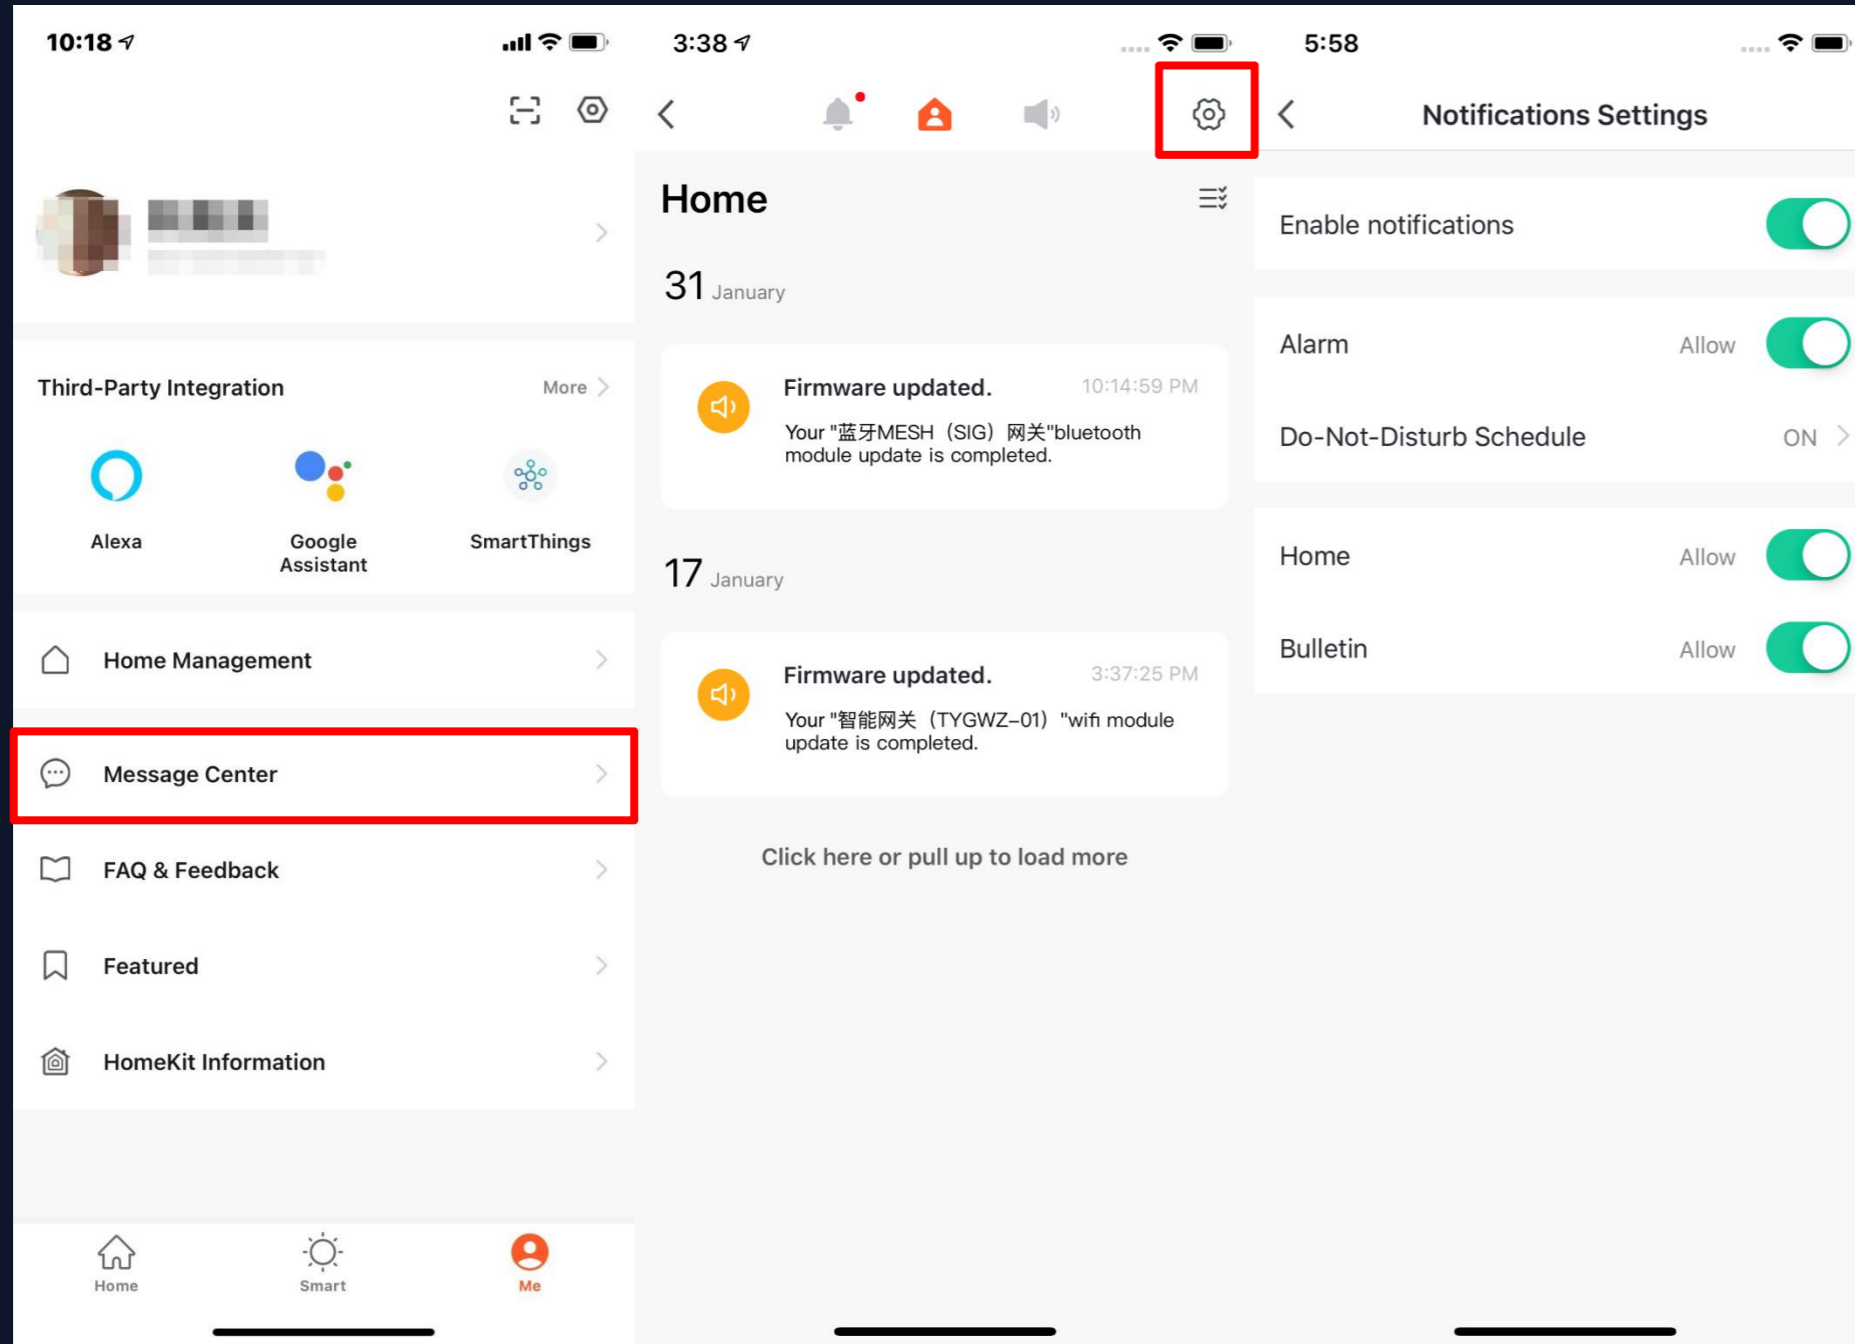 10:18
Third-Party Integration
More
Alexa
Google
Assistant
SmartThings
Home Management
Message Center
FAQ & Feedback
Featured
HomeKit Information
Home
Smart
Me
3:38
Home
31 January
Firmware updated.
10:14:59 PM
Your "蓝牙MESH（SIG）网关"bluetooth
module update is completed.
17 January
Firmware updated.
3:37:25 PM
Your "智能网关（TYGWZ-01）"wifi module
update is completed.
Click here or pull up to load more
5:58
Notifications Settings
Enable notifications
Alarm
Allow
Do-Not-Disturb Schedule
ON
Home
Allow
Bulletin
Allow